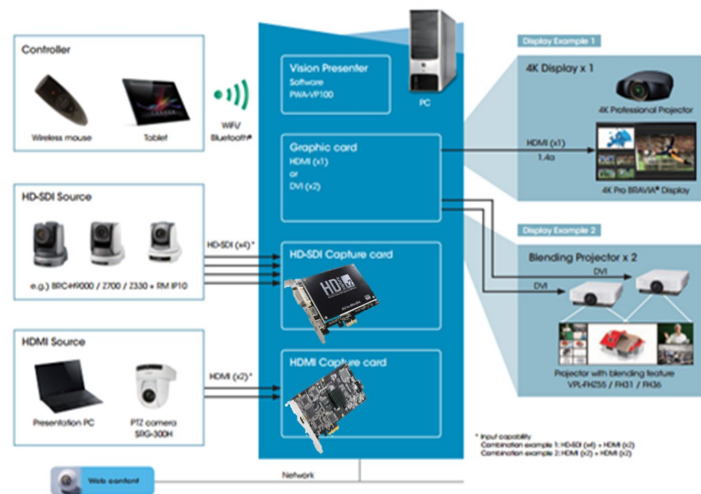 Controller
Wireless mouse
Tablet
WiFi/
Bluetooth®
HD-SDI Source
e.g.) BRC-H9000 / Z700 / Z330 + RM IP10
HD-SDI (x4)*
HDMI Source
Presentation PC
PTZ camera
SRG-300H
HDMI (x2)*
Web content
Network
PC
Vision Presenter
Software
PWA-VP100
Graphic card
HDMI (x1)
or
DVI (x2)
HD-SDI Capture card
HD
HDMI Capture card
Display Example 1
4K Display x 1
4K Professional Projector
HDMI (x1)
1.4a
4K Pro BRAVIA® Display
Display Example 2
Blending Projector x 2
DVI
DVI
Projector with blending feature
VPL-FH255 / FH31 / FH36
* Input capability
Combination example 1: HD-SDI (x4) + HDMI (x2)
Combination example 2: HDMI (x2) + HDMI (x2)